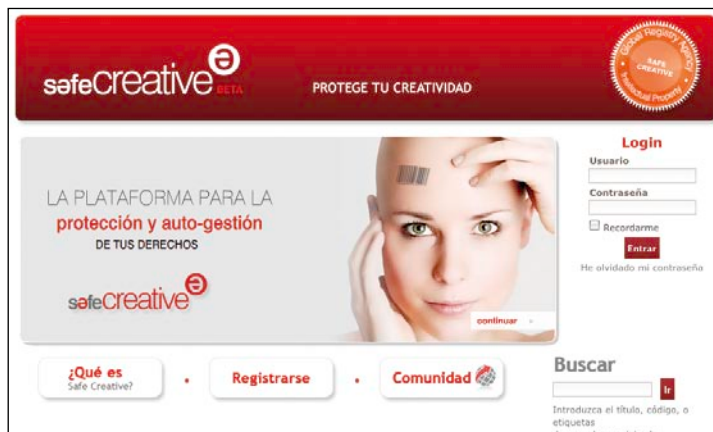 səfecreative
BETA
PROTEGE TU CREATIVIDAD
Global Registry Agency
SAFE
CREATIVE
Intellectual Property
LA PLATAFORMA PARA LA
protección y auto-gestión
DE TUS DERECHOS
səfecreative
continuar
Login
Usuario
Contraseña
Recordarme
Entrar
He olvidado mi contraseña
¿Qué es
Safe Creative?
Registrarse
Comunidad
Buscar
Ir
Introduzca el título, código, o
etiquetas